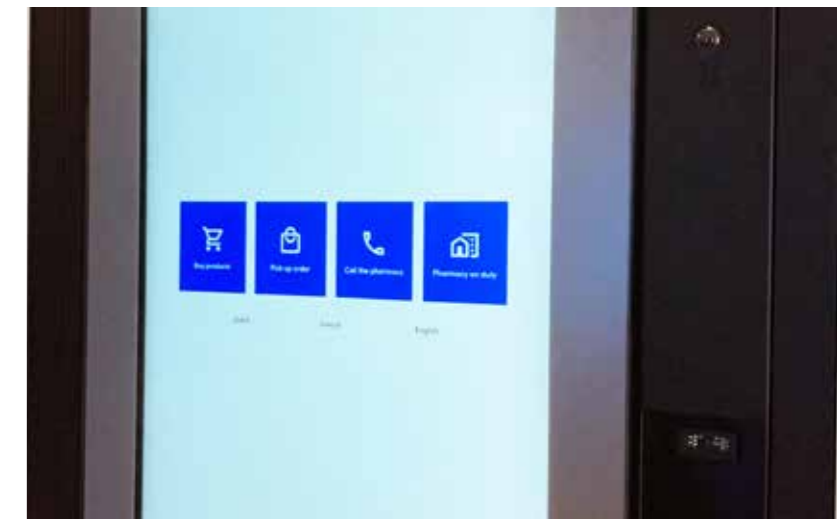 Buy products
Pick up order
Call the pharmacy
Pharmacy on duty
English